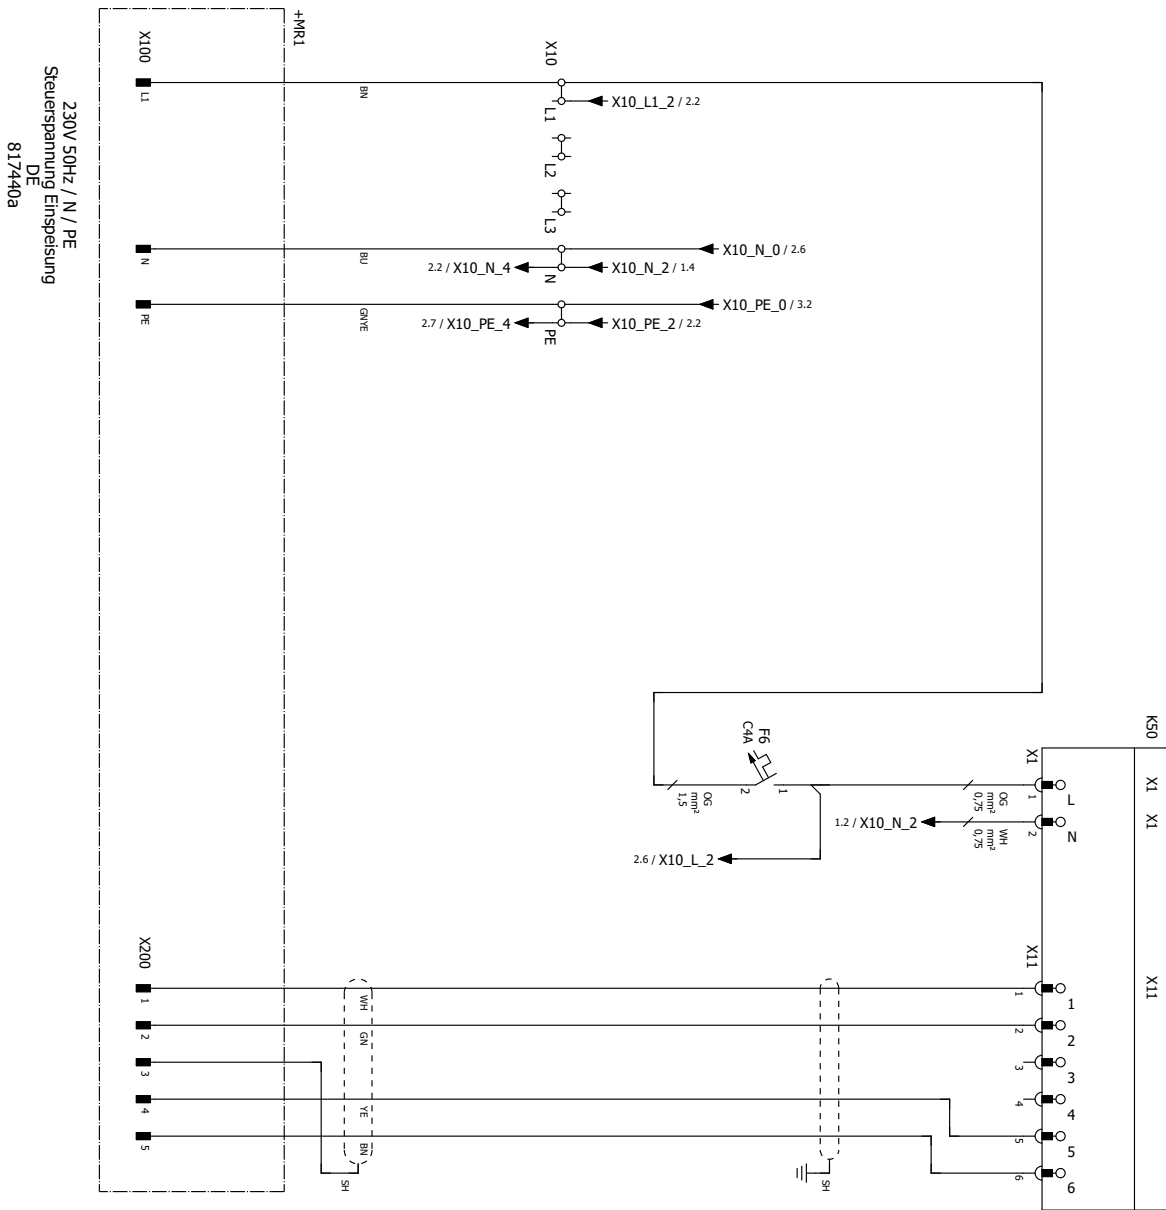 +MR1
X100
L1
BN
X10
X10_L1_2 / 2.2
L1
L2
L3
N
BU
X10_N_0 / 2.6
2.2 / X10_N_4
X10_N_2 / 1.4
N
PE
GNYE
X10_PE_0 / 3.2
2.7 / X10_PE_4
X10_PE_2 / 2.2
PE
230V 50Hz / N / PE
Steuerspannung Einspeisung
DE
817440a
K50
X1
X1
X1
F6
C4A
2
1
OG
mm²
1,5
OG
mm²
0,75
1
L
1.2 / X10_N_2
WH
mm²
0,75
2
N
2.6 / X10_L_2
X200
X11
X11
1
WH
1
1
2
GN
2
2
3
3
3
4
YE
4
4
5
BN
5
5
SH
SH
6
6